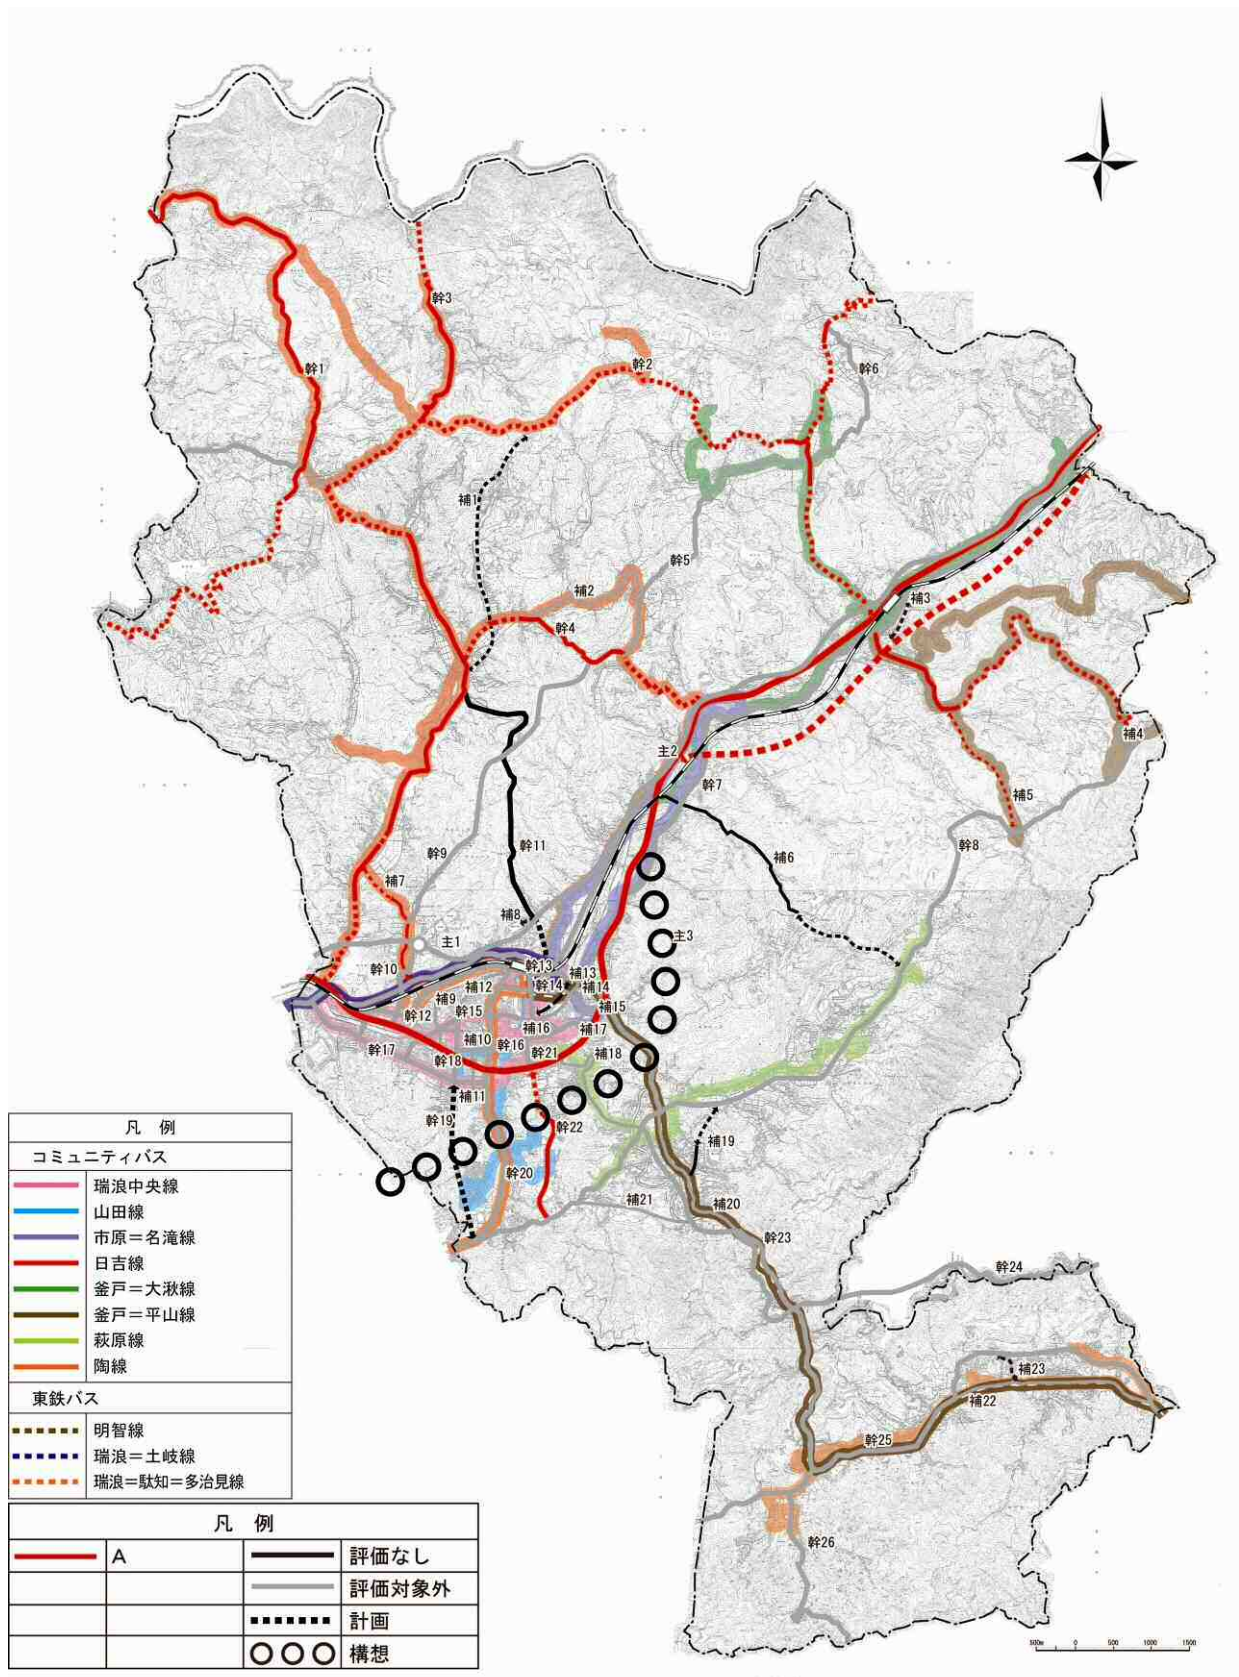 幹3
幹1
幹2
幹6
補1
幹5
補2
補3
幹4
補4
主2
幹7
補5
幹8
幹9
幹11
補6
補7
補8
主1
主3
幹10
幹13
補13
補12
幹14
補14
補9
幹12
幹15
補15
補16
補17
幹17
補10
幹16
幹18
幹21
補18
補11
幹19
幹22
補19
幹20
補21
補20
幹23
幹24
補23
補22
幹25
幹26
凡 例
コミュニティバス
瑞浪中央線
山田線
市原=名滝線
日吉線
釜戸=大湫線
釜戸=平山線
萩原線
陶線
東鉄バス
明智線
瑞浪=土岐線
瑞浪=駄知=多治見線
凡 例
A 評価なし
評価対象外
計画
構想
500m 0 500 1000 1500